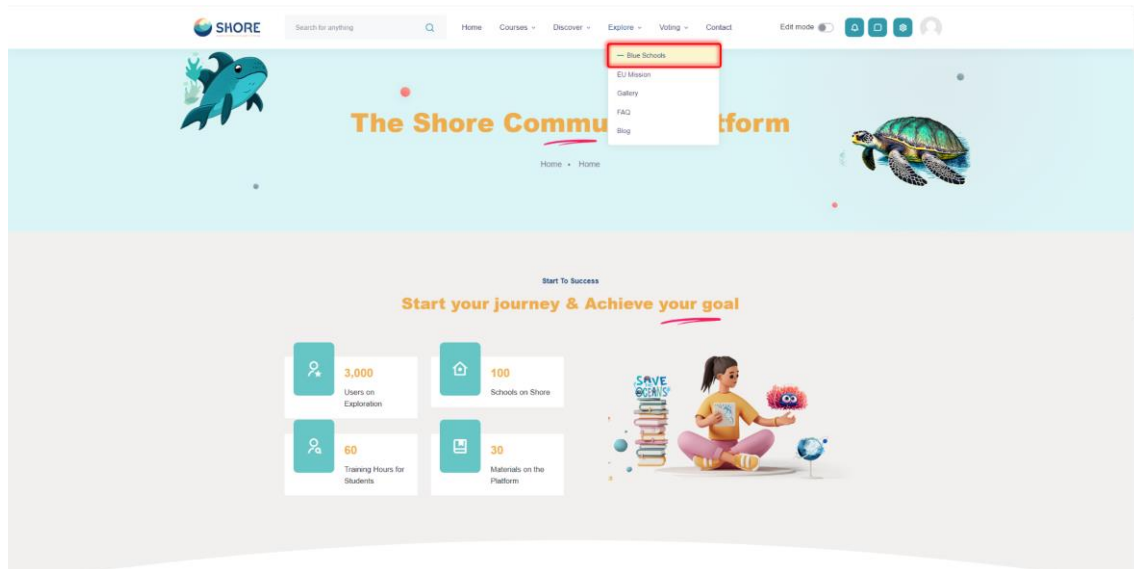 SHORE
Search for anything
Home Courses Discover Explore Voting Contact
Edit mode
— Blue Schools
EU Mission
Gallery
FAQ
Blog
The Shore Commu tform
Home • Home
Start To Success
Start your journey & Achieve your goal
3,000
Users on
Exploration
100
Schools on Shore
60
Training Hours for
Students
30
Materials on the
Platform
SAVE
THE
OCEANS